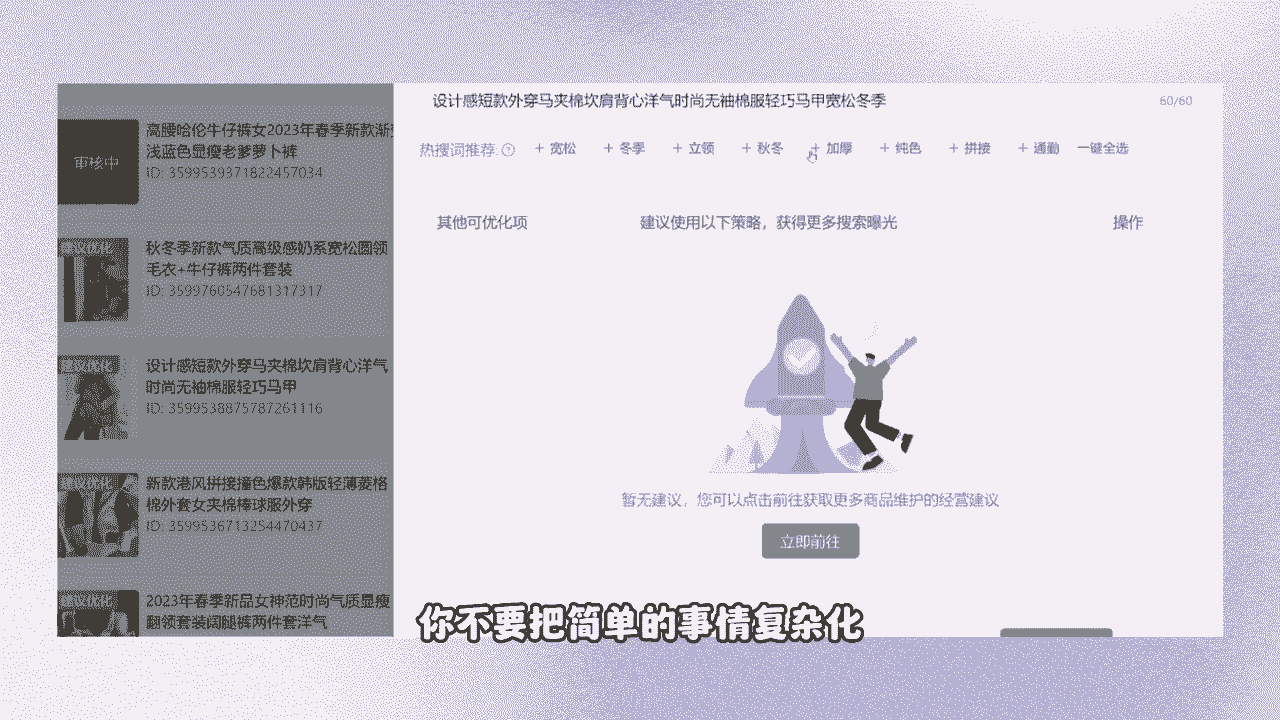 设计感短款外穿马夹棉坎肩背心洋气时尚无袖棉服轻巧马甲宽松冬季
60/60
热搜词推荐: ? + 宽松 + 冬季 + 立领 + 秋冬 + 加厚 + 纯色 + 拼接 + 通勤 一键全选
其他可优化项 建议使用以下策略，获得更多搜索曝光 操作
审核中
高腰哈伦牛仔裤女2023年春季新款渐变
浅蓝色显瘦老爹萝卜裤
ID: 3599539371822457034
建议优化
秋冬季新款气质高级感奶系宽松圆领
毛衣+牛仔裤两件套装
ID: 3599760547681317317
建议优化
设计感短款外穿马夹棉坎肩背心洋气
时尚无袖棉服轻巧马甲
ID: 3599538875787261116
建议优化
新款港风拼接撞色爆款韩版轻薄菱格
棉外套女夹棉棒球服外穿
ID: 3599536713254470437
建议优化
2023年春季新品女神范时尚气质显瘦
翻领套装阔腿裤两件套洋气
暂无建议，您可以点击前往获取更多商品维护的经营建议
立即前往
你不要把简单的事情复杂化